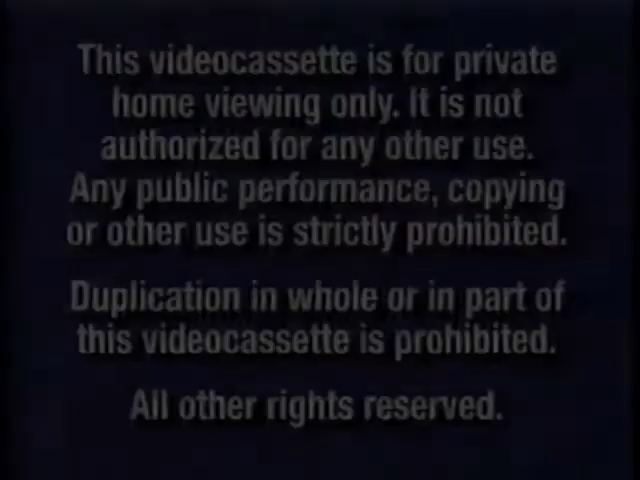 This videocassette is for private
home viewing only. It is not
authorized for any other use.
Any public performance, copying
or other use is strictly prohibited.
Duplication in whole or in part of
this videocassette is prohibited.
All other rights reserved.